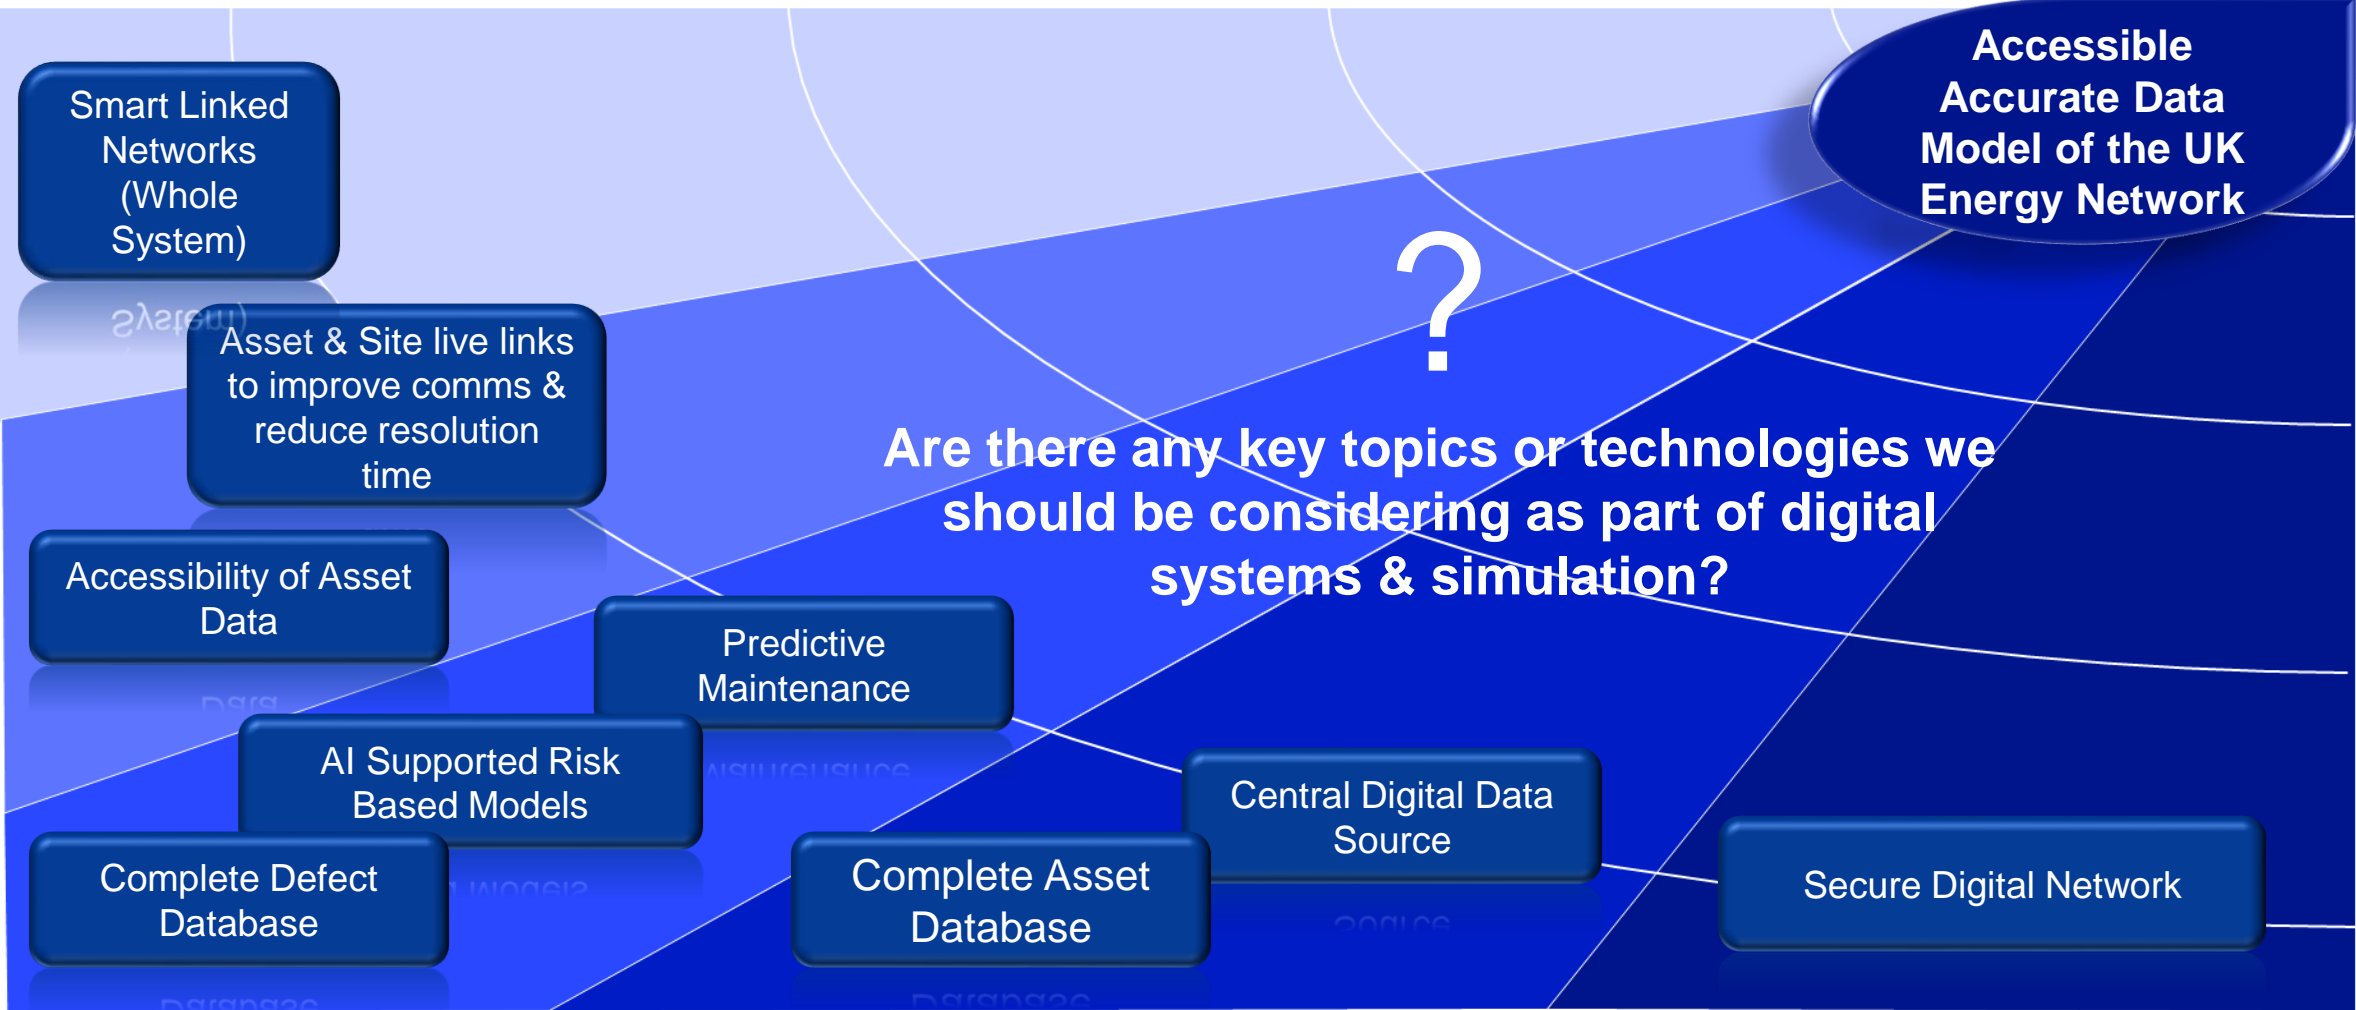 Accessible
Accurate Data
Model of the UK
Energy Network
Smart Linked
Networks
(Whole
System)
Asset & Site live links
to improve comms &
reduce resolution
time
?
Are there any key topics or technologies we
should be considering as part of digital
systems & simulation?
Accessibility of Asset
Data
Predictive
Maintenance
AI Supported Risk
Based Models
Central Digital Data
Source
Complete Defect
Database
Complete Asset
Database
Secure Digital Network